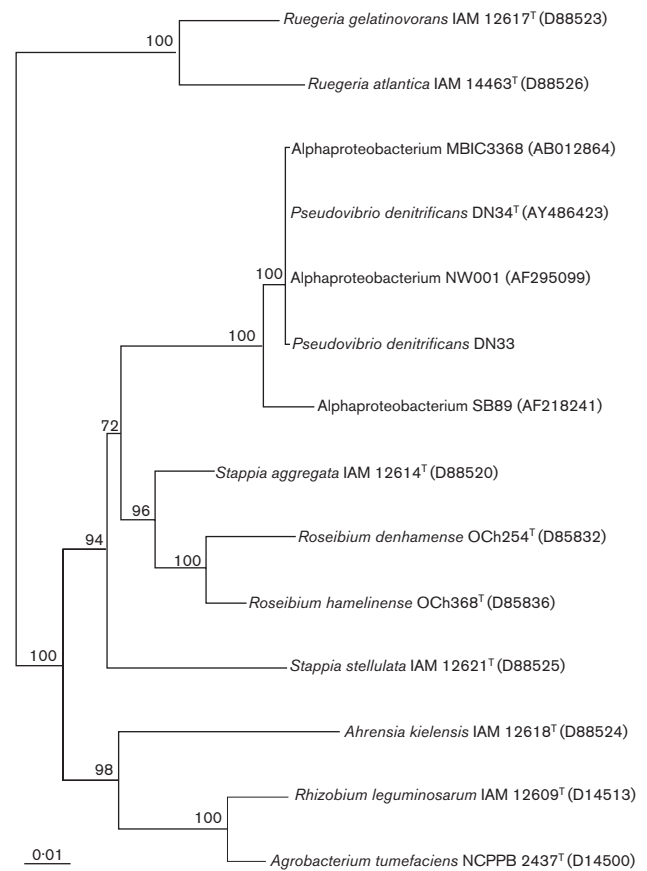 Ruegeria gelatinovorans IAM 12617ᵀ (D88523)
100
Ruegeria atlantica IAM 14463ᵀ (D88526)
Alphaproteobacterium MBIC3368 (AB012864)
Pseudovibrio denitrificans DN34ᵀ (AY486423)
100
Alphaproteobacterium NW001 (AF295099)
100
Pseudovibrio denitrificans DN33
Alphaproteobacterium SB89 (AF218241)
72
Stappia aggregata IAM 12614ᵀ (D88520)
96
94
Roseibium denhamense OCh254ᵀ (D85832)
100
Roseibium hamelinense OCh368ᵀ (D85836)
100
Stappia stellulata IAM 12621ᵀ (D88525)
Ahrensia kielensis IAM 12618ᵀ (D88524)
98
Rhizobium leguminosarum IAM 12609ᵀ (D14513)
100
0·01
Agrobacterium tumefaciens NCPPB 2437ᵀ (D14500)